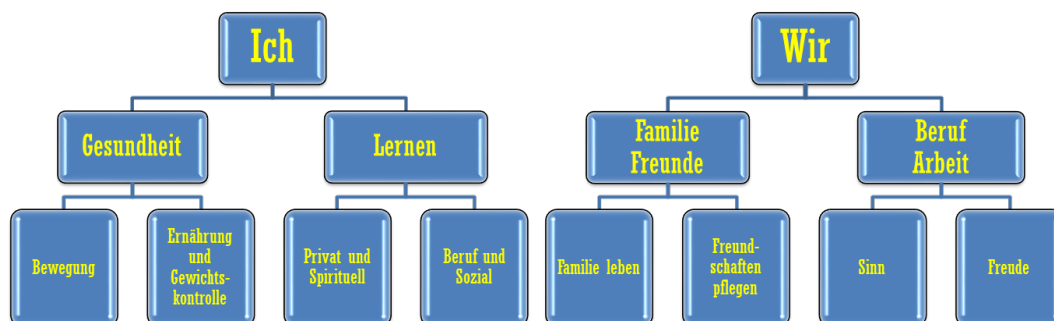 Ich
Wir
Gesundheit
Lernen
Familie
Freunde
Beruf
Arbeit
Bewegung
Ernährung
und
Gewichts-
kontrolle
Privat und
Spirituell
Beruf und
Sozial
Familie leben
Freund-
schaften
pflegen
Sinn
Freude